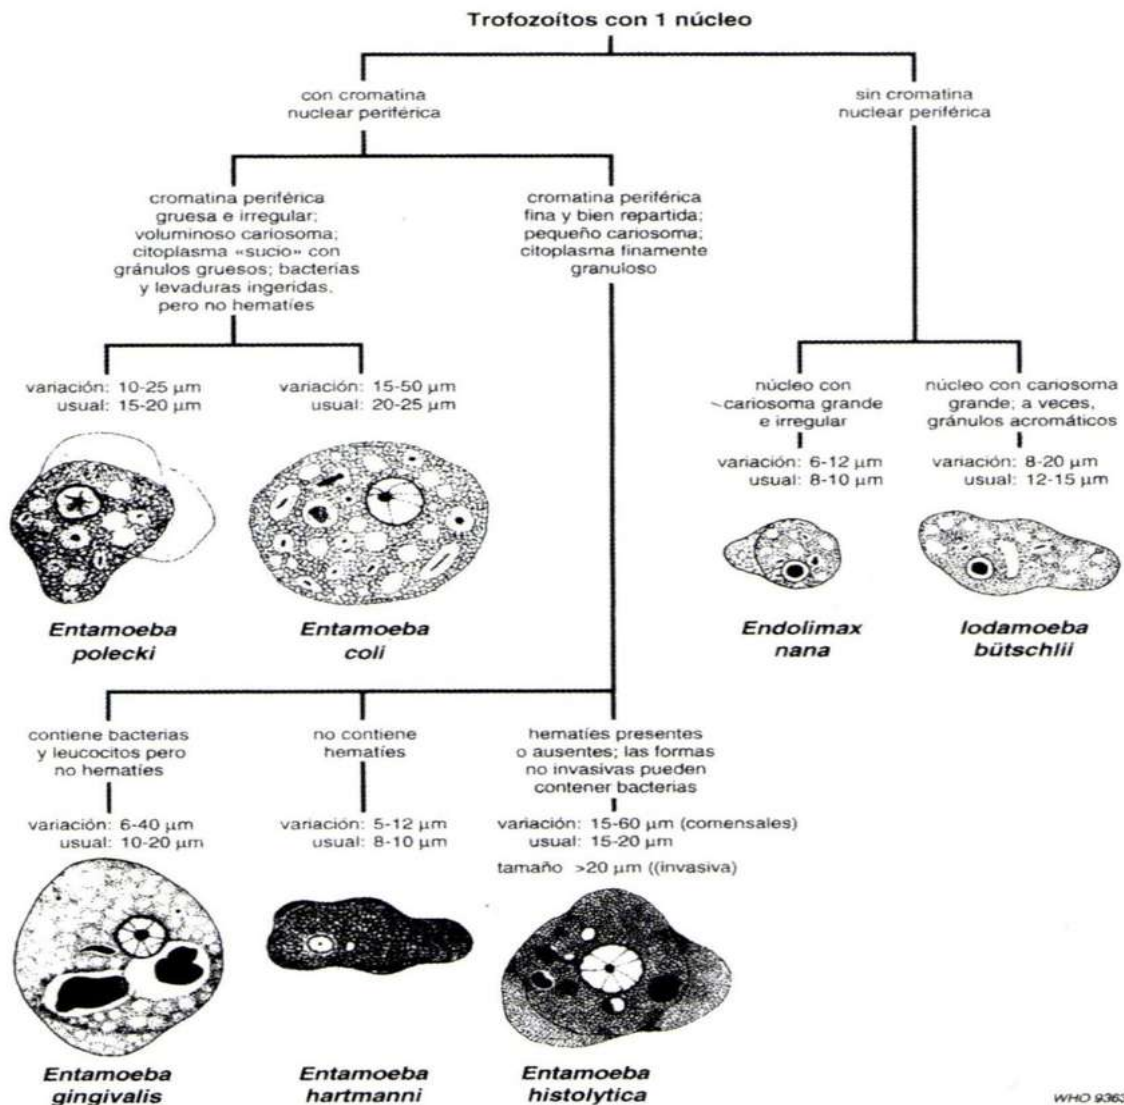 Trofozoítos con 1 núcleo
con cromatina
nuclear periférica
sin cromatina
nuclear periférica
cromatina periférica
gruesa e irregular;
voluminoso cariosoma;
citoplasma «sucio» con
gránulos gruesos; bacterias
y levaduras ingeridas,
pero no hematíes
cromatina periférica
fina y bien repartida;
pequeño cariosoma;
citoplasma finamente
granuloso
variación: 10-25 µm
usual: 15-20 µm
variación: 15-50 µm
usual: 20-25 µm
núcleo con
cariosoma grande
e irregular
variación: 6-12 µm
usual: 8-10 µm
núcleo con cariosoma
grande; a veces,
gránulos acromáticos
variación: 8-20 µm
usual: 12-15 µm
Entamoeba
polecki
Entamoeba
coli
Endolimax
nana
Iodamoeba
bütschlii
contiene bacterias
y leucocitos pero
no hematíes
variación: 6-40 µm
usual: 10-20 µm
no contiene
hematíes
variación: 5-12 µm
usual: 8-10 µm
hematíes presentes
o ausentes; las formas
no invasivas pueden
contener bacterias
variación: 15-60 µm (comensales)
usual: 15-20 µm
tamaño >20 µm ((invasiva)
Entamoeba
gingivalis
Entamoeba
hartmanni
Entamoeba
histolytica
WHO 9363